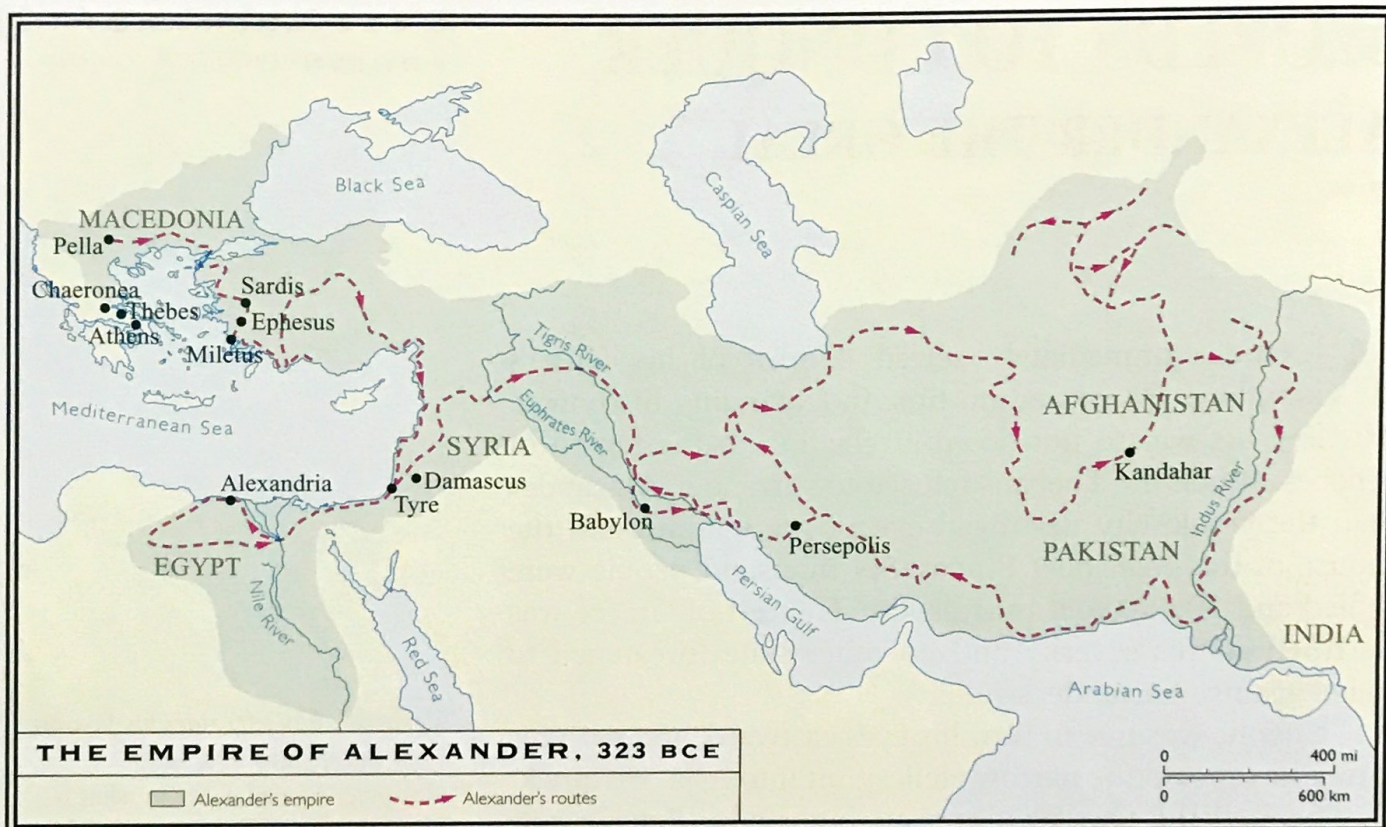 Black Sea
Caspian Sea
MACEDONIA
Pella
Sardis
Chaeronea
Thebes
Ephesus
Athens
Miletus
Tigris River
Mediterranean Sea
Euphrates River
AFGHANISTAN
SYRIA
Kandahar
Alexandria
Damascus
Tyre
Indus River
Babylon
Persepolis
PAKISTAN
EGYPT
Nile River
Persian Gulf
Red Sea
INDIA
Arabian Sea
THE EMPIRE OF ALEXANDER, 323 BCE
Alexander's empire
Alexander's routes
0 400 mi
0 600 km